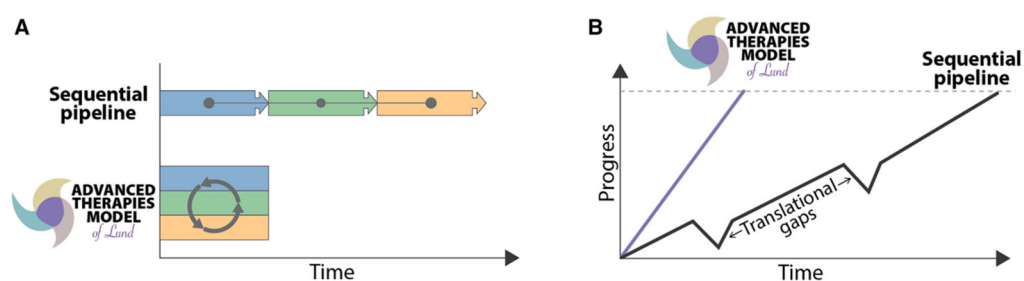 A
Sequential
pipeline
ADVANCED
THERAPIES
MODEL
of Lund
Time
B
ADVANCED
THERAPIES
MODEL
of Lund
Sequential
pipeline
Progress
Translational
gaps
Time